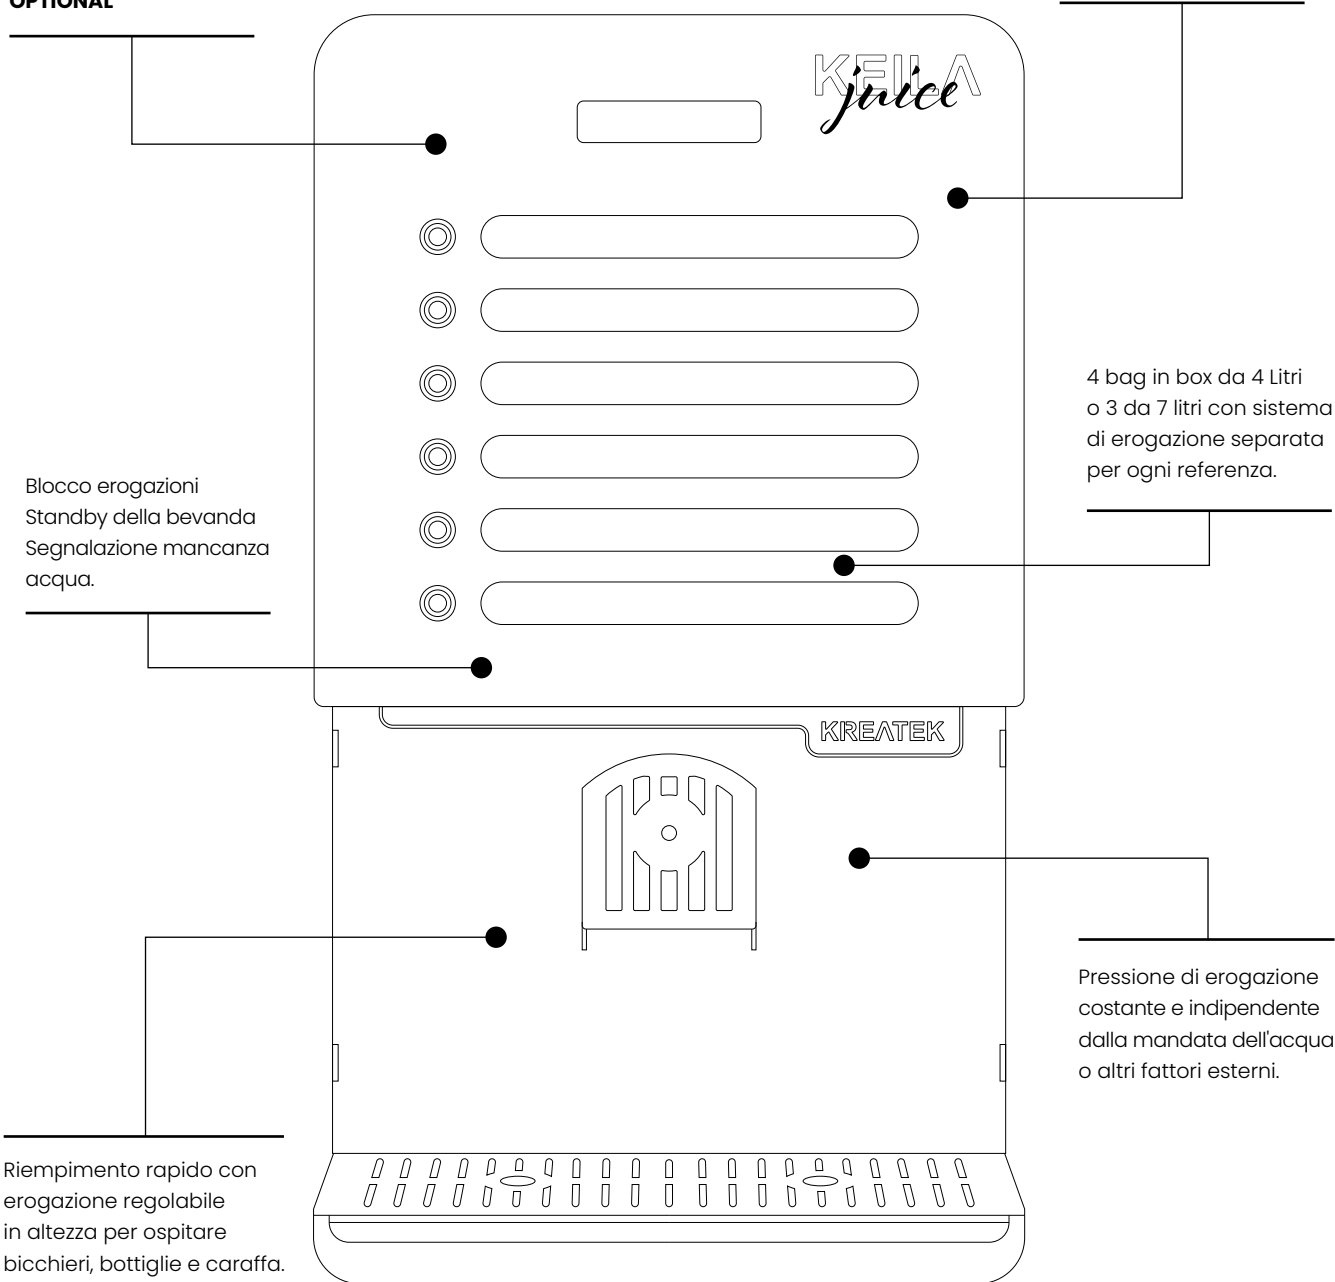 OPTIONAL
KEILA
juice
4 bag in box da 4 Litri
o 3 da 7 litri con sistema
di erogazione separata
per ogni referenza.
Blocco erogazioni
Standby della bevanda
Segnalazione mancanza
acqua.
KREATEK
Pressione di erogazione
costante e indipendente
dalla mandata dell'acqua
o altri fattori esterni.
Riempimento rapido con
erogazione regolabile
in altezza per ospitare
bicchieri, bottiglie e caraffa.